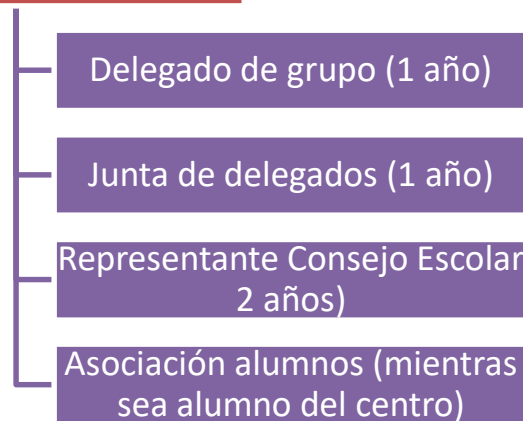 Delegado de grupo (1 año)
Junta de delegados (1 año)
Representante Consejo Escolar
2 años)
Asociación alumnos (mientras
sea alumno del centro)